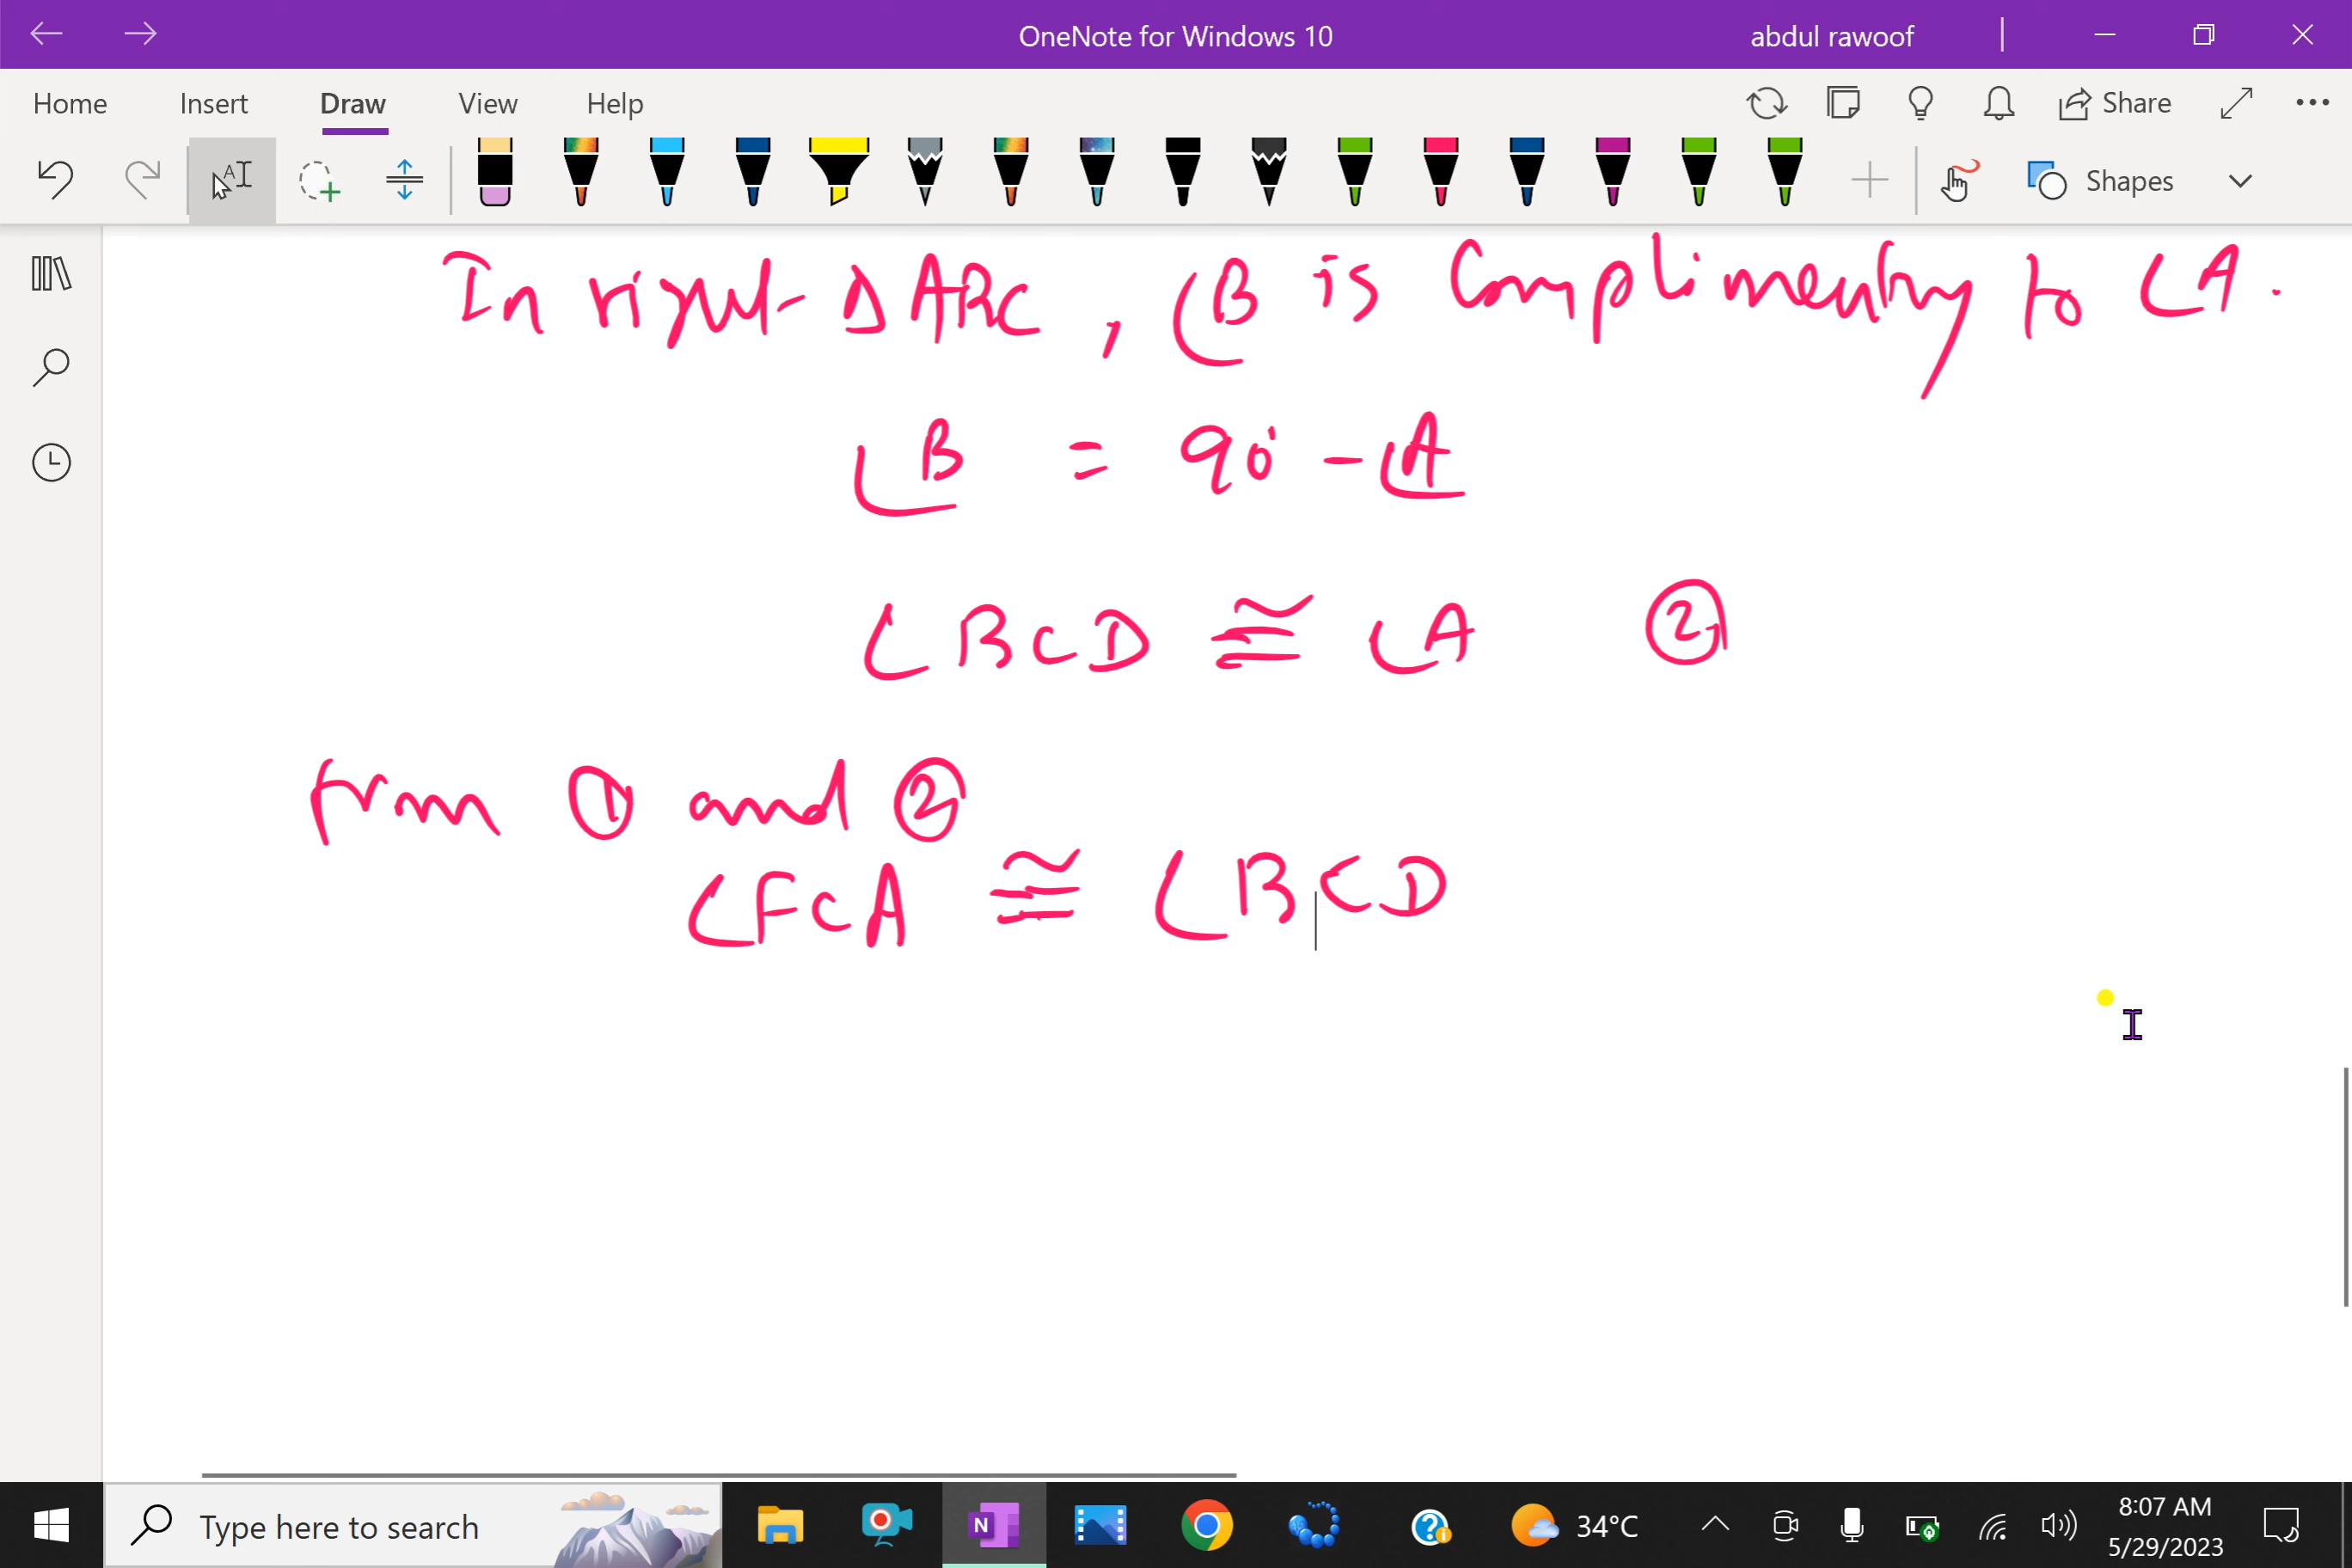 OneNote for Windows 10 abdul rawoof
Home Insert Draw View Help Share
Shapes
In right ∆ ABC, ∠B is Complimentry to ∠A.
∠B = 90° - ∠A
∠BCD ≅ ∠A ②
from ① and ②
∠FCA ≅ ∠BCD
Type here to search 34°C 8:07 AM
5/29/2023